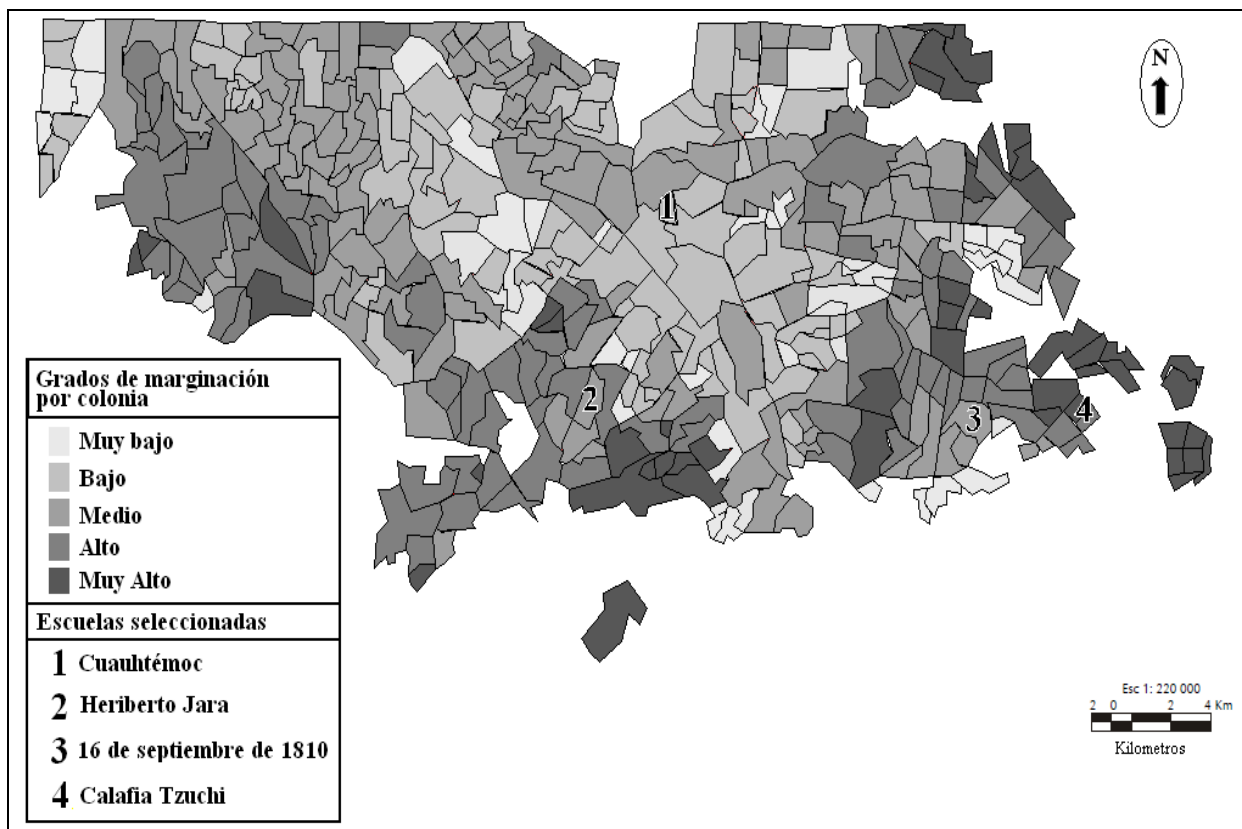 N
1
2
3
4
Grados de marginación
por colonia
Muy bajo
Bajo
Medio
Alto
Muy Alto
Escuelas seleccionadas
1 Cuauhtémoc
2 Heriberto Jara
3 16 de septiembre de 1810
4 Calafia Tzuchi
Esc 1: 220 000
2 0 2 4 Km
Kilometros